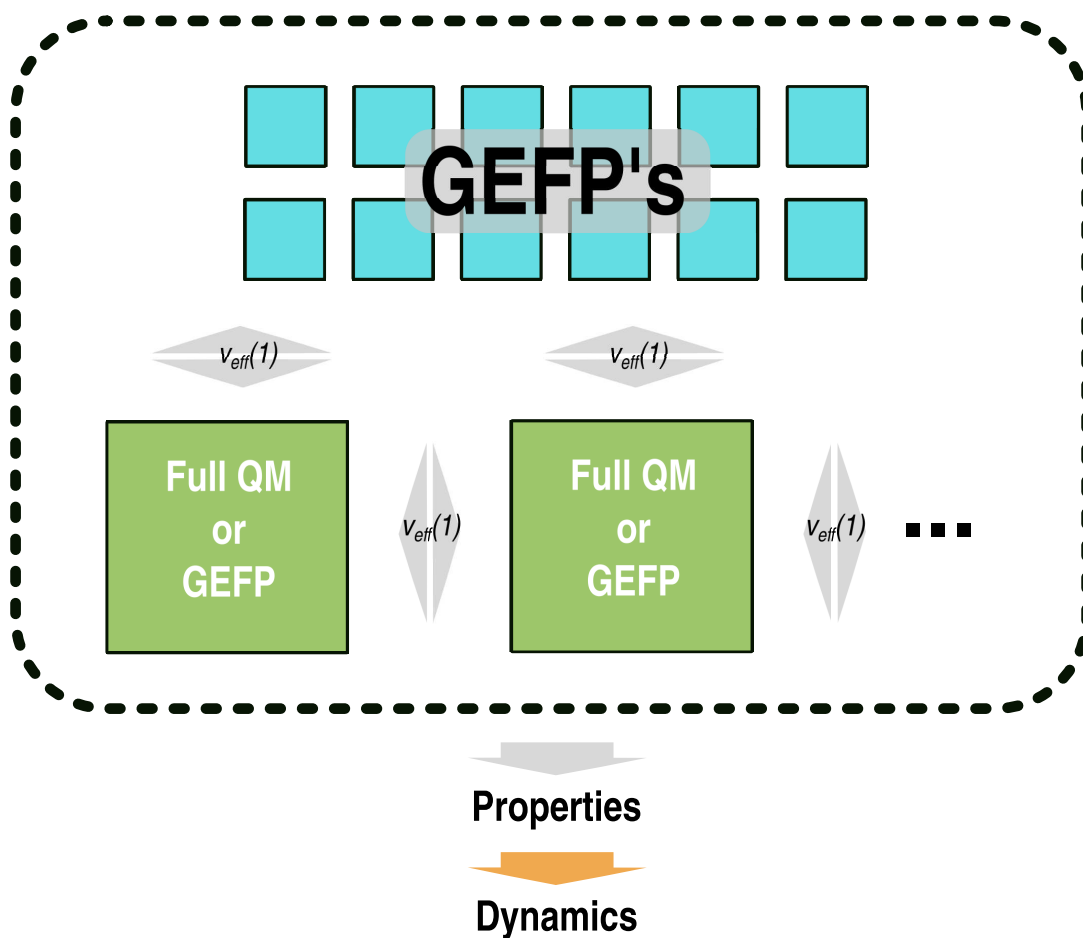 GEFP's
v_eff(1)
v_eff(1)
Full QM
or
GEFP
v_eff(1)
Full QM
or
GEFP
v_eff(1)
...
Properties
Dynamics